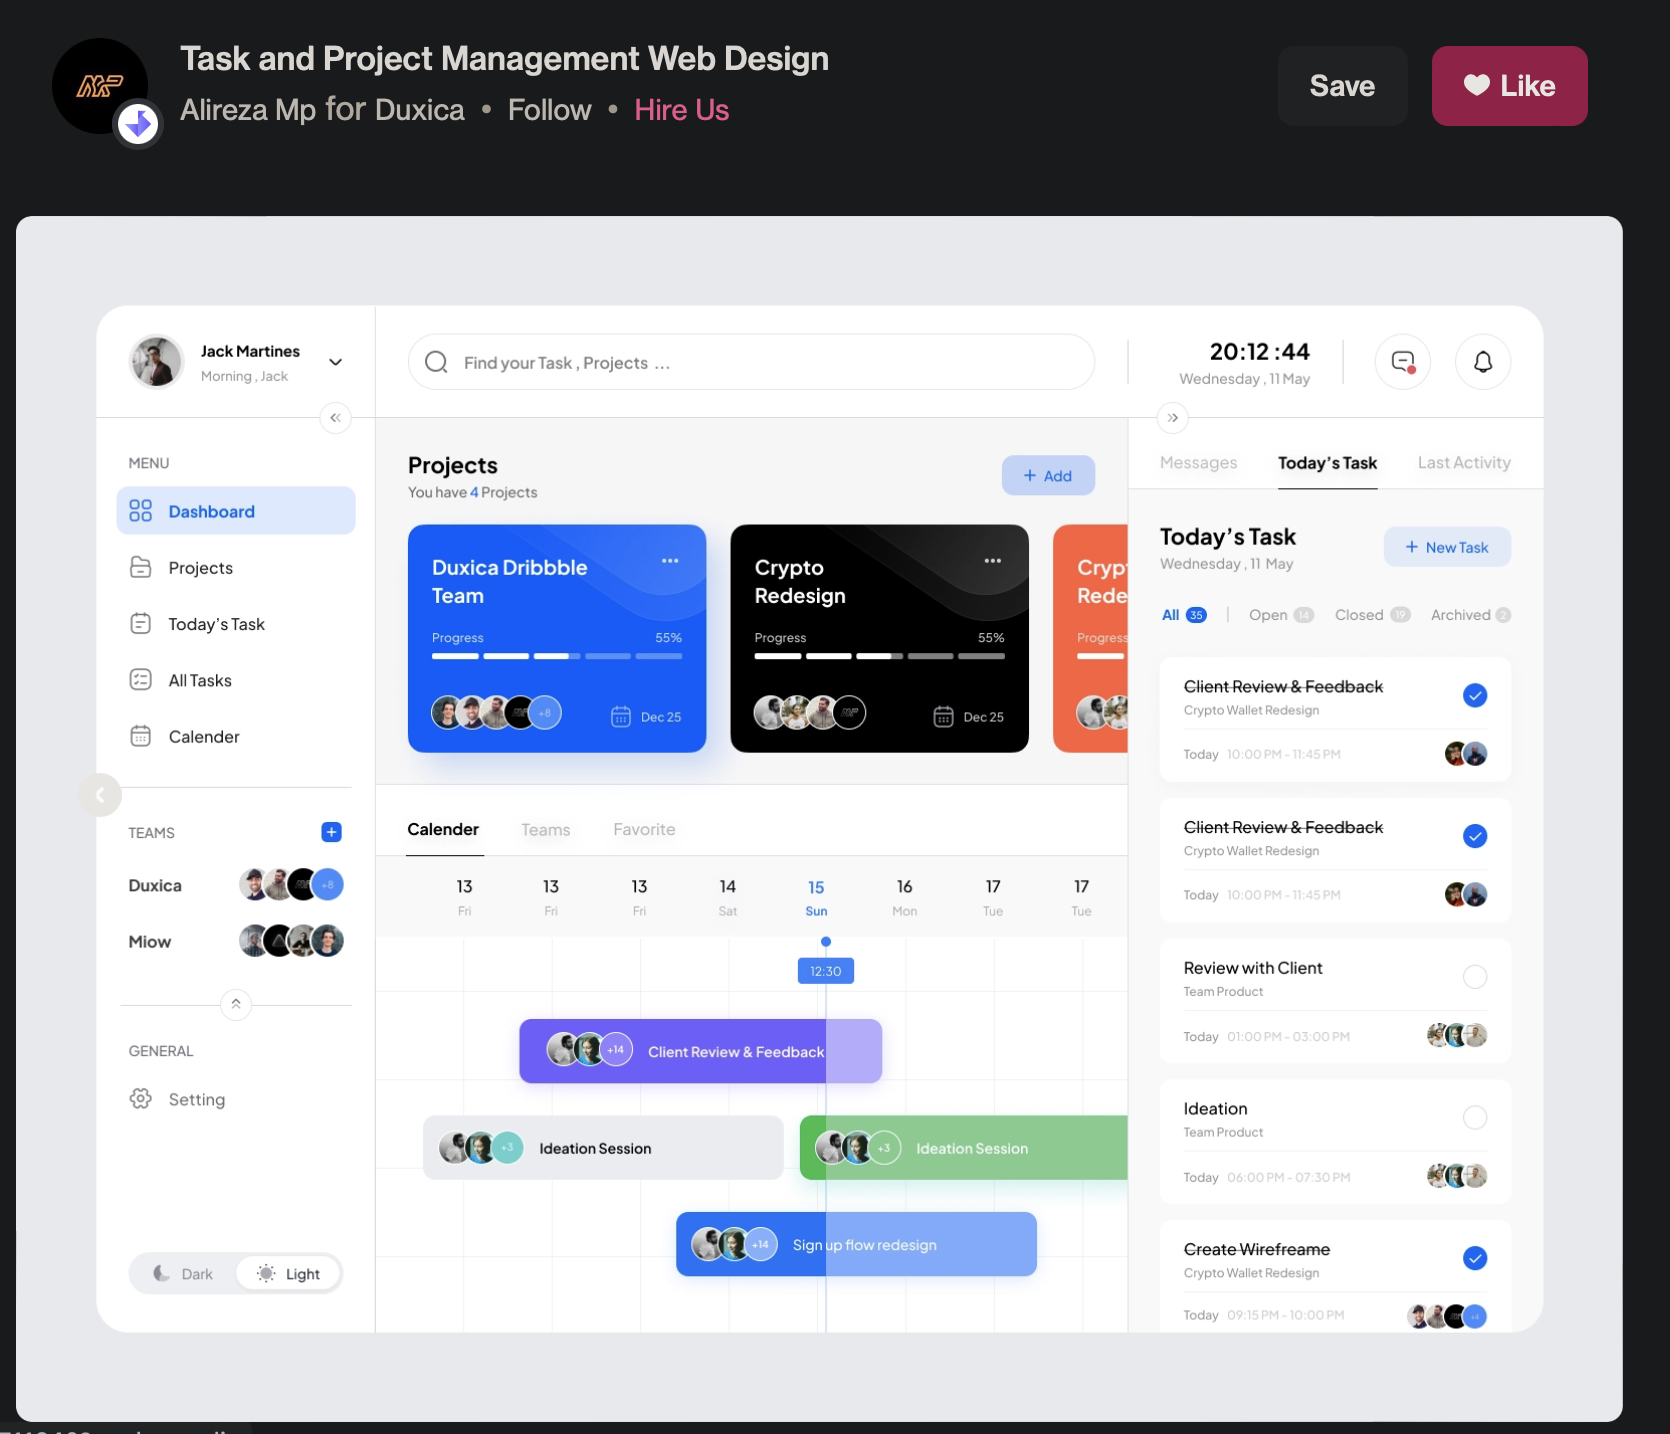 Task and Project Management Web Design
Alireza Mp for Duxica • Follow • Hire Us
Save
Like
Jack Martines
Morning , Jack
Find your Task , Projects ...
20:12 :44
Wednesday , 11 May
MENU
Dashboard
Projects
Today's Task
All Tasks
Calender
TEAMS
Duxica
+8
Miow
GENERAL
Setting
Dark
Light
Projects
You have 4 Projects
+ Add
Duxica Dribbble
Team
Progress
55%
+8
Dec 25
Crypto
Redesign
Progress
55%
Dec 25
Cryp
Rede
Progress
Calender
Teams
Favorite
13
Fri
13
Fri
13
Fri
14
Sat
15
Sun
16
Mon
17
Tue
17
Tue
12:30
+14
Client Review & Feedback
+3
Ideation Session
+3
Ideation Session
+14
Sign up flow redesign
Messages
Today's Task
Last Activity
Today's Task
Wednesday , 11 May
+ New Task
All 35
Open 14
Closed 19
Archived 2
Client Review & Feedback
Crypto Wallet Redesign
Today 10:00 PM - 11:45 PM
Client Review & Feedback
Crypto Wallet Redesign
Today 10:00 PM - 11:45 PM
Review with Client
Team Product
Today 01:00 PM - 03:00 PM
Ideation
Team Product
Today 06:00 PM - 07:30 PM
Create Wirefreame
Crypto Wallet Redesign
Today 09:15 PM - 10:00 PM
+4